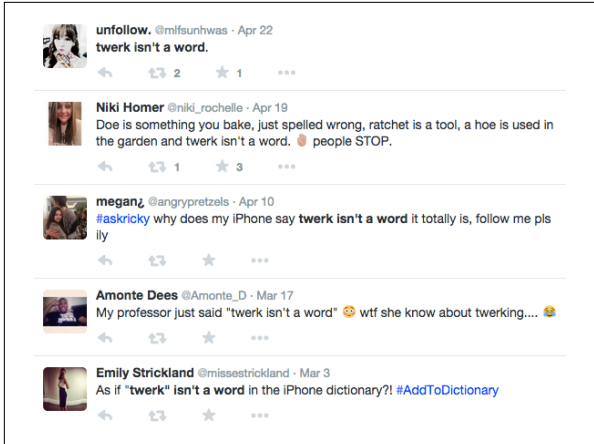 unfollow. @mlfsunhwas · Apr 22
twerk isn't a word.
2 1
Niki Homer @niki_rochelle · Apr 19
Doe is something you bake, just spelled wrong, ratchet is a tool, a hoe is used in
the garden and twerk isn't a word. ✋ people STOP.
1 3
megan¿ @angrypretzels · Apr 10
#askricky why does my iPhone say twerk isn't a word it totally is, follow me pls
ily
Amonte Dees @Amonte_D · Mar 17
My professor just said "twerk isn't a word" 😳 wtf she know about twerking.... 😂
Emily Strickland @missestrickland · Mar 3
As if "twerk" isn't a word in the iPhone dictionary?! #AddToDictionary